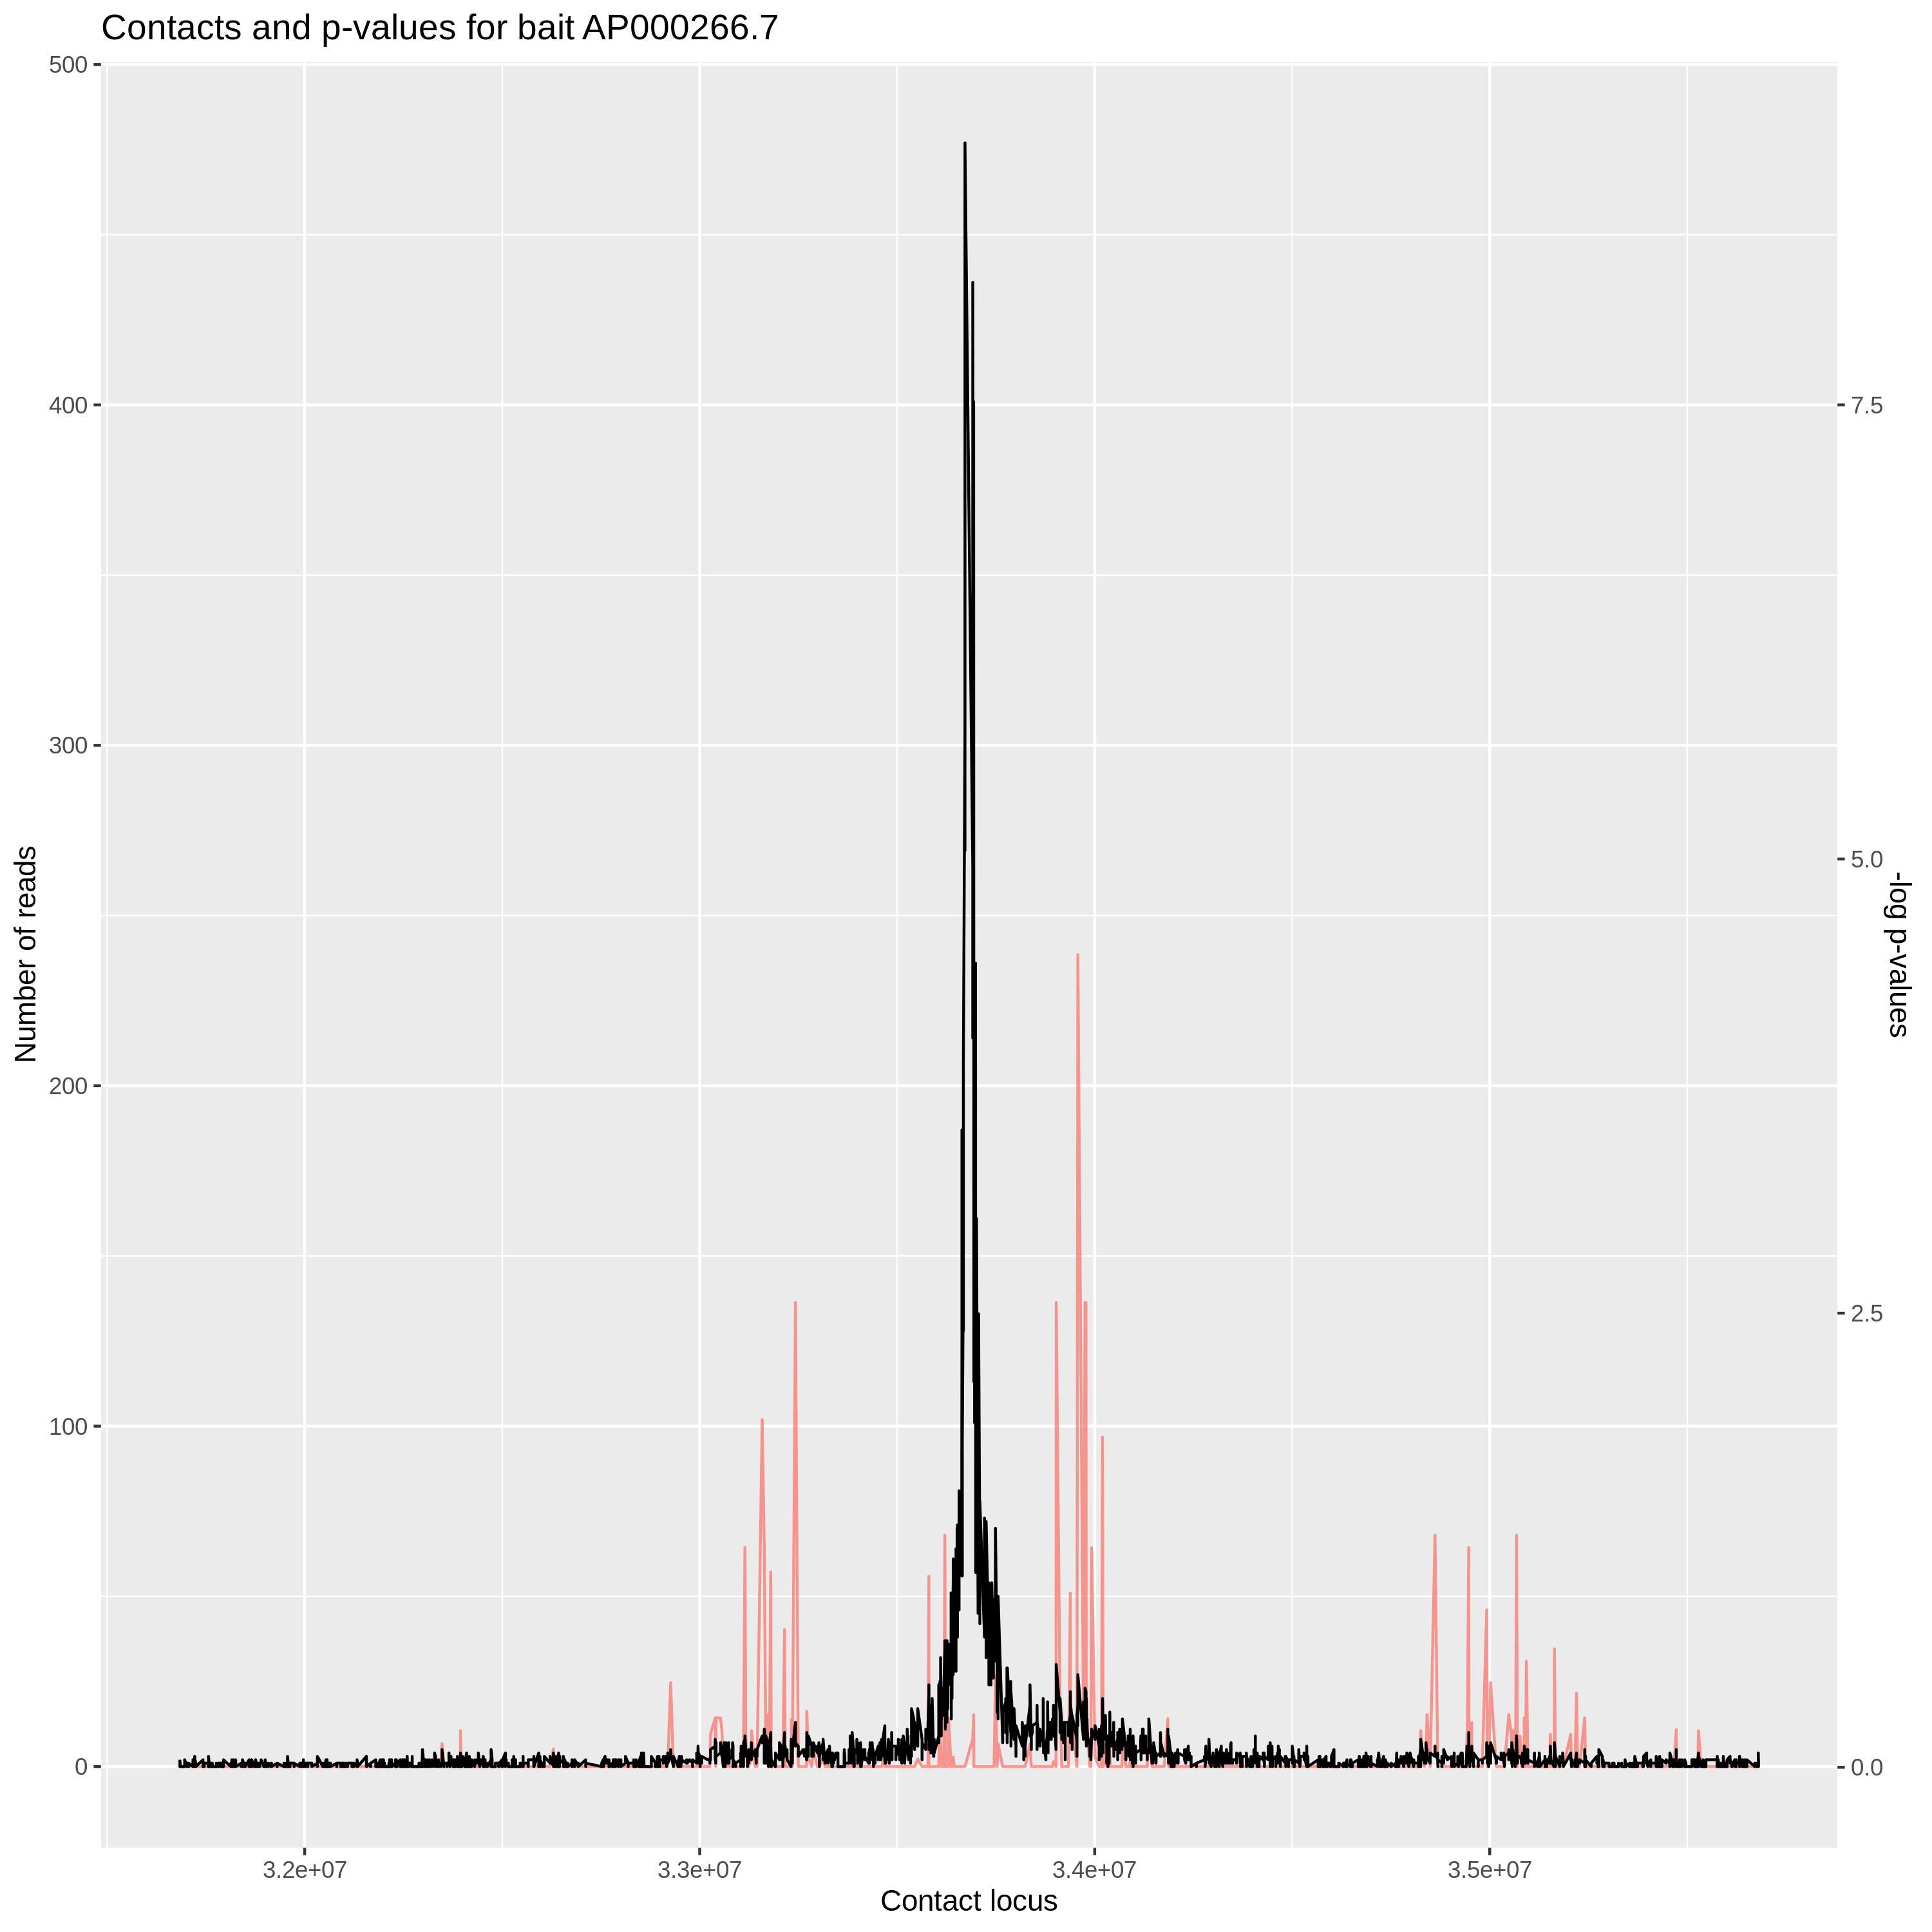 Contacts and p-values for bait AP000266.7
500
400
300
200
100
0
Number of reads
7.5
5.0
2.5
0.0
-log p-values
3.2e+07
3.3e+07
3.4e+07
3.5e+07
Contact locus